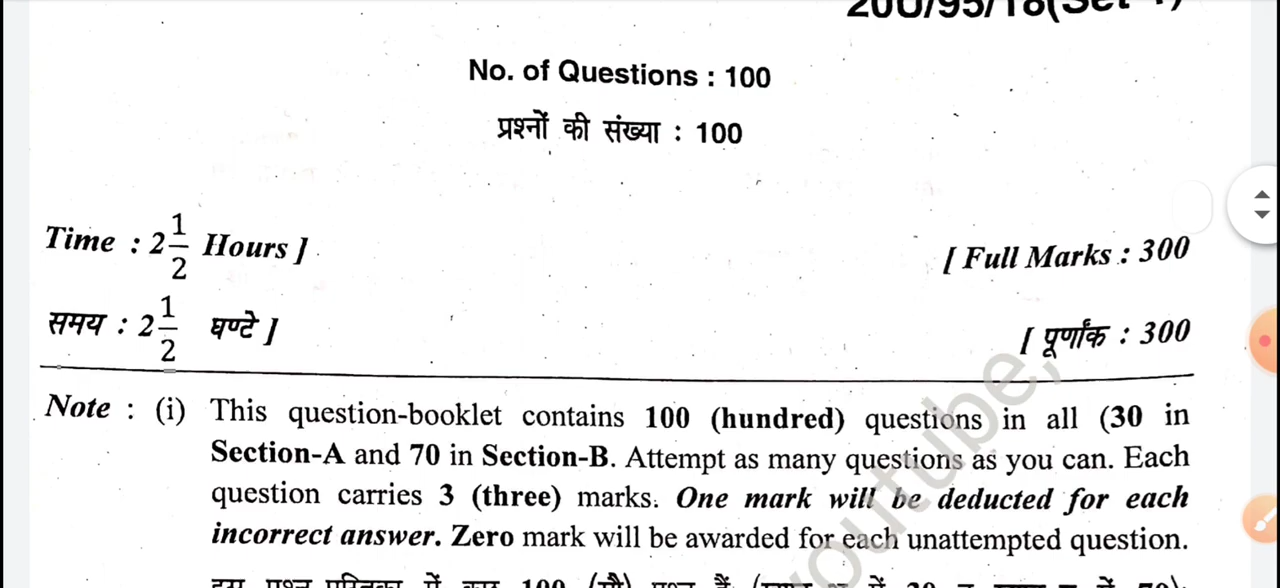 No. of Questions : 100
प्रश्नों की संख्या : 100
Time : 2 1/2 Hours ]
[ Full Marks : 300
समय : 2 1/2 घण्टे ]
[ पूर्णांक : 300
Note : (i) This question-booklet contains 100 (hundred) questions in all (30 in
Section-A and 70 in Section-B. Attempt as many questions as you can. Each
question carries 3 (three) marks. One mark will be deducted for each
incorrect answer. Zero mark will be awarded for each unattempted question.
youtube,